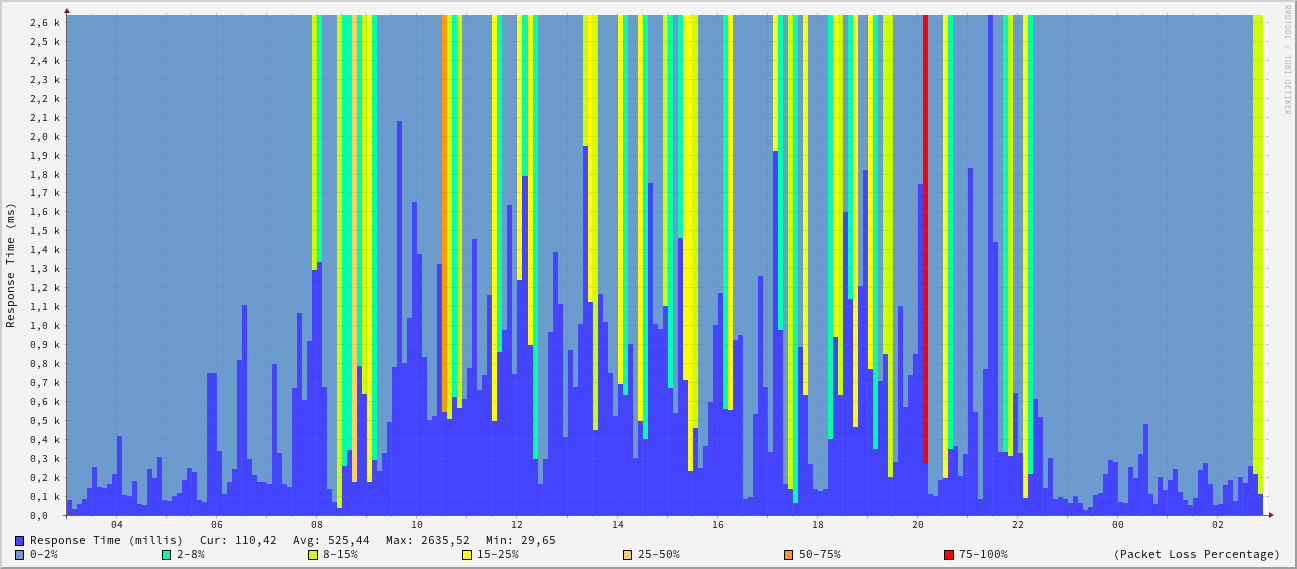 RRDTOOL / TOBI OETIKER
Response Time (ms)
2,6 k
2,5 k
2,4 k
2,3 k
2,2 k
2,1 k
2,0 k
1,9 k
1,8 k
1,7 k
1,6 k
1,5 k
1,4 k
1,3 k
1,2 k
1,1 k
1,0 k
0,9 k
0,8 k
0,7 k
0,6 k
0,5 k
0,4 k
0,3 k
0,2 k
0,1 k
0,0
04 06 08 10 12 14 16 18 20 22 00 02
Response Time (millis) Cur: 110,42 Avg: 525,44 Max: 2635,52 Min: 29,65
0-2% 2-8% 8-15% 15-25% 25-50% 50-75% 75-100% (Packet Loss Percentage)